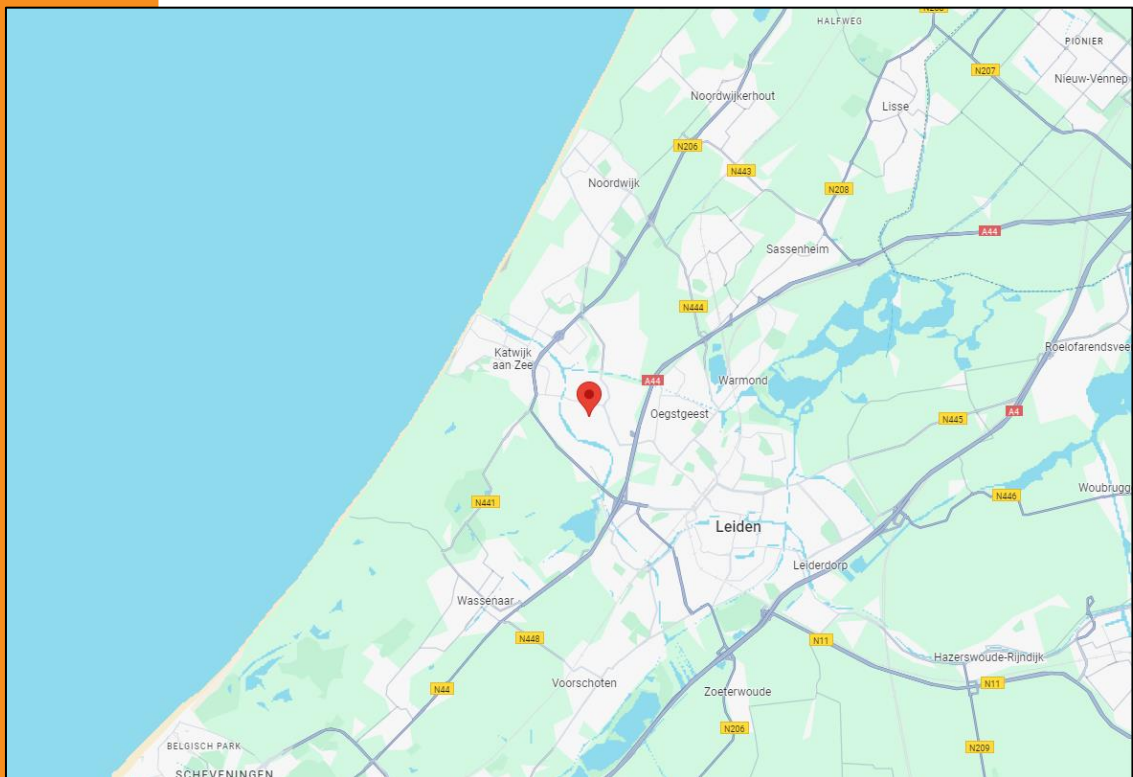 N208
HALFWEG
PIONIER
N207
Nieuw-Vennep
Noordwijkerhout
Lisse
N206
N443
Noordwijk
N208
Sassenheim
A44
N444
Katwijk
aan Zee
Roelofarendsvee
A44
Warmond
Oegstgeest
A4
N445
Woubrugg
N446
N441
Leiden
Leiderdorp
Wassenaar
N448
N11
Hazerswoude-Rijndijk
Voorschoten
N44
Zoeterwoude
N11
N206
BELGISCH PARK
N209
SCHEVENINGEN